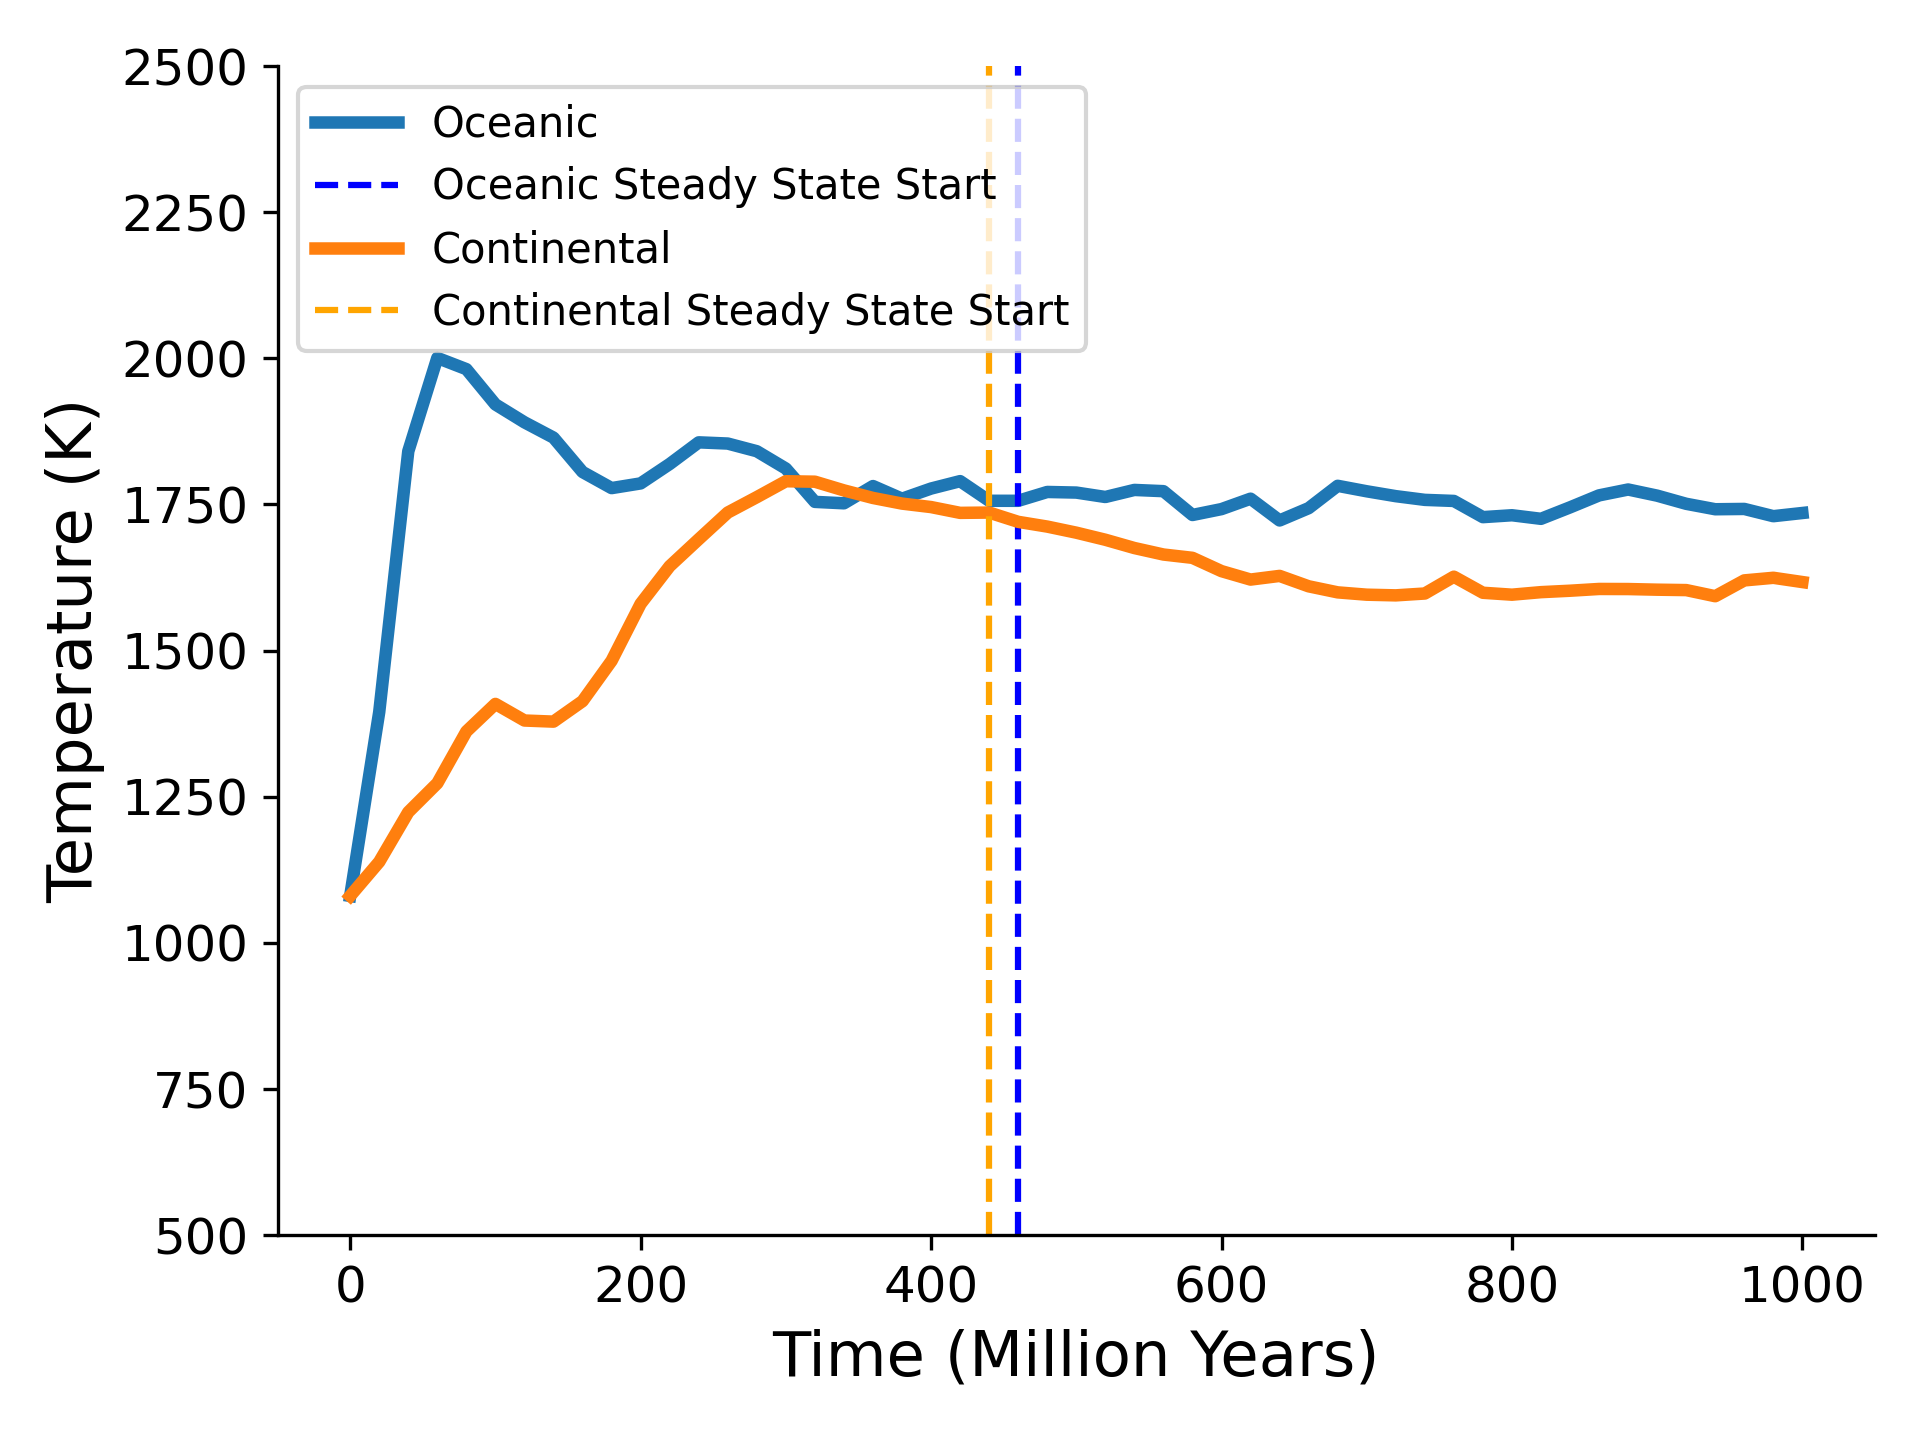 2500
2250
2000
1750
1500
1250
1000
750
500
Temperature (K)
Oceanic
Oceanic Steady State Start
Continental
Continental Steady State Start
0 200 400 600 800 1000
Time (Million Years)